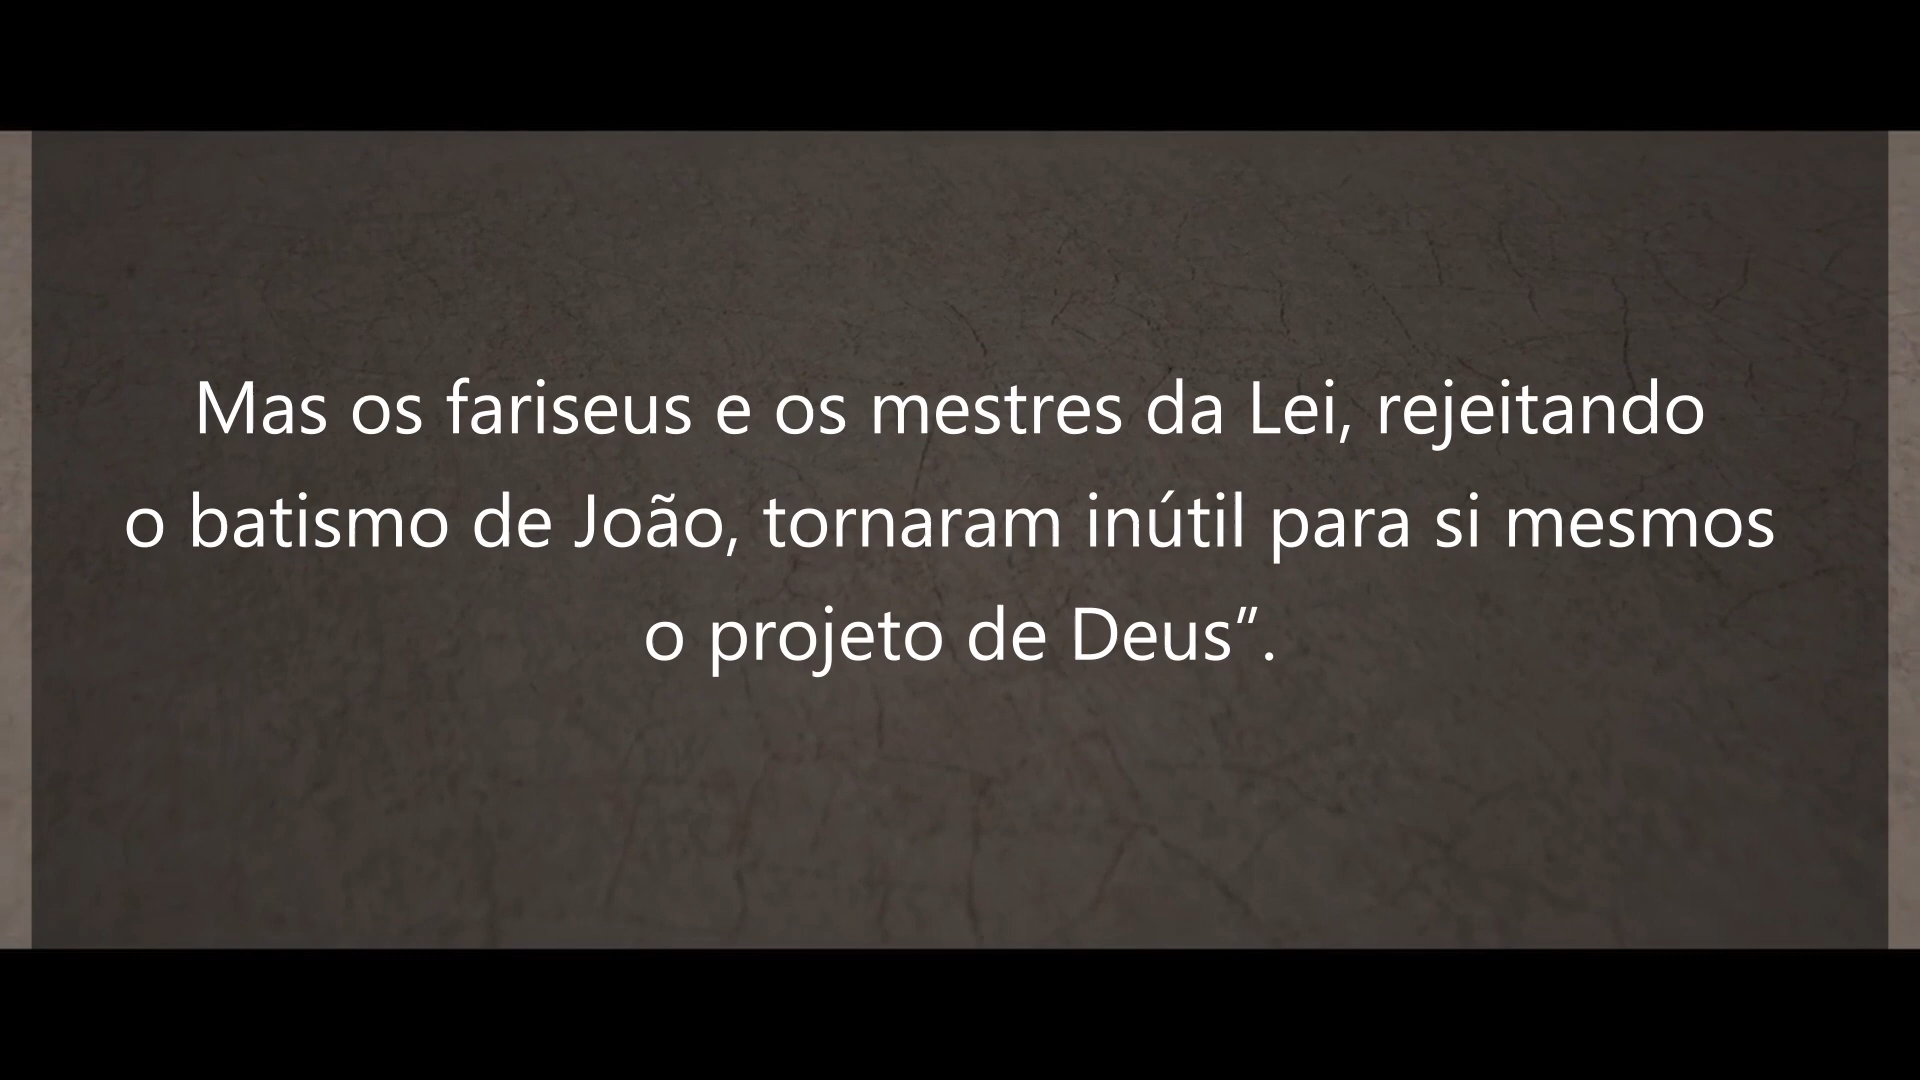 Mas os fariseus e os mestres da Lei, rejeitando
o batismo de João, tornaram inútil para si mesmos
o projeto de Deus”.